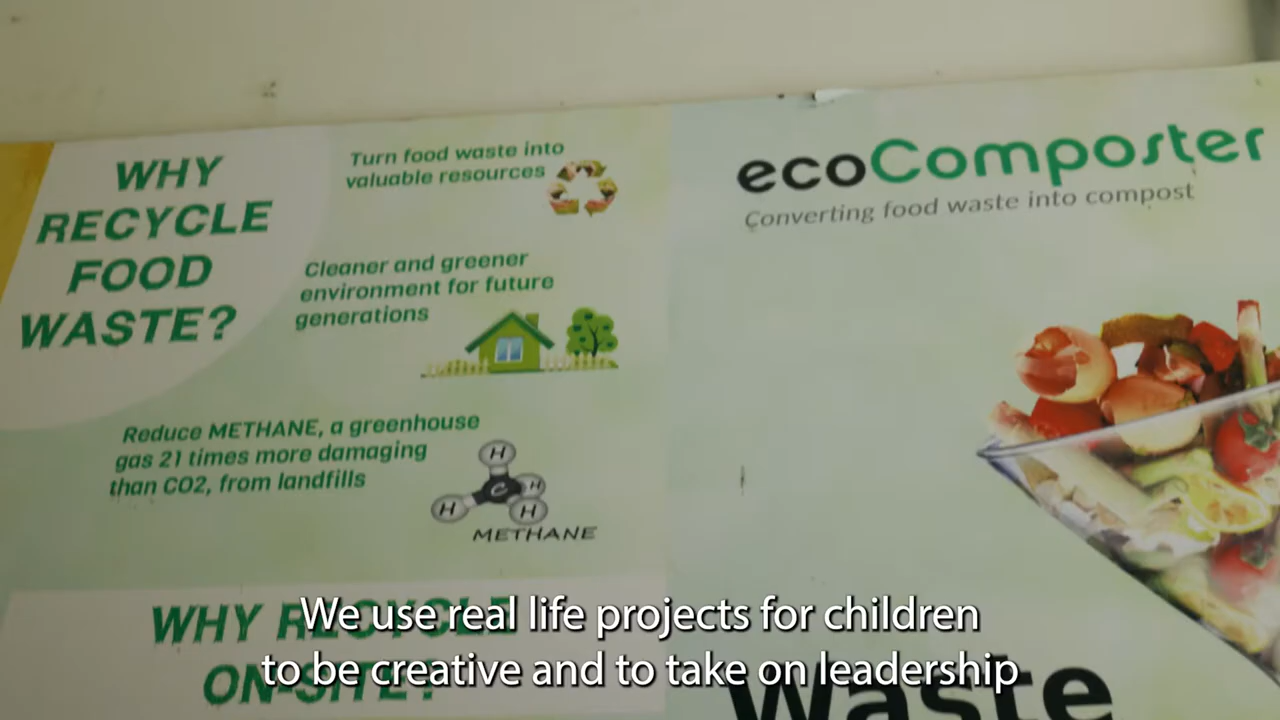 WHY
RECYCLE
FOOD
WASTE?
Turn food waste into
valuable resources
Cleaner and greener
environment for future
generations
Reduce METHANE, a greenhouse
gas 21 times more damaging
than CO2, from landfills
H
H
C
H
H
METHANE
WHY RECYCLE
ON-SITE?
ecoComposter
Converting food waste into compost
Waste
We use real life projects for children
to be creative and to take on leadership